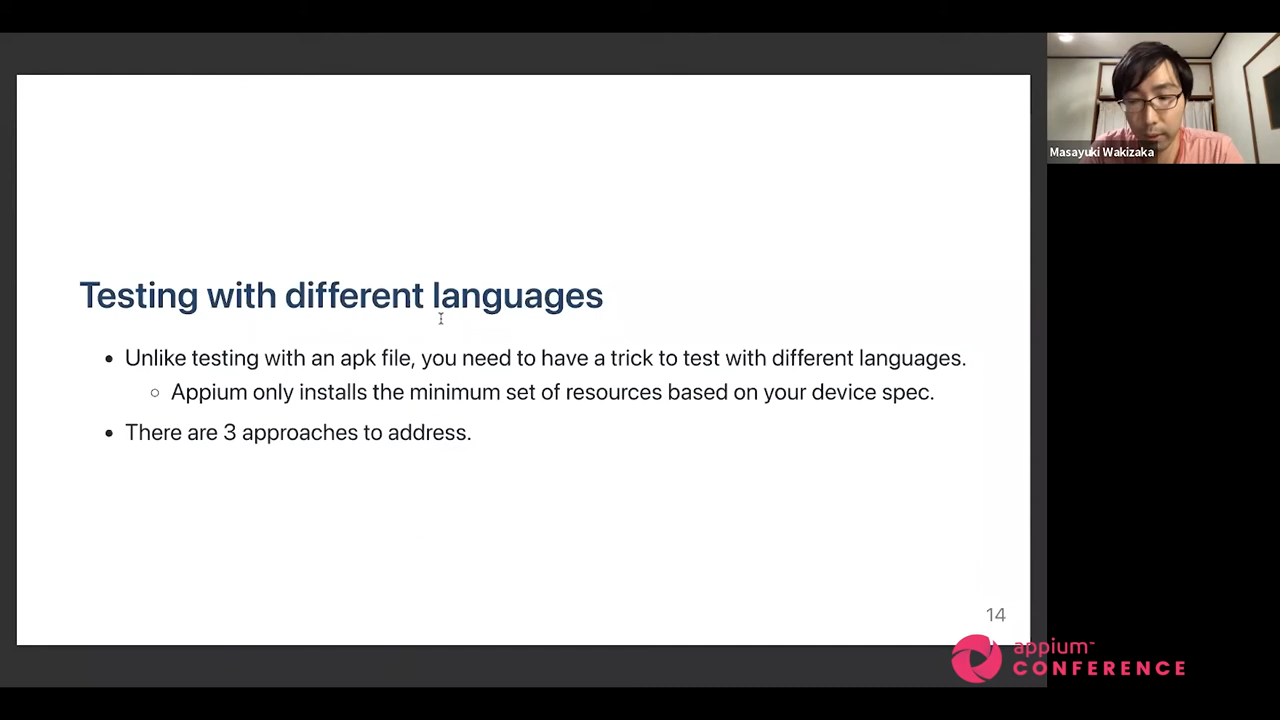 Masayuki Wakizaka
Testing with different languages
• Unlike testing with an apk file, you need to have a trick to test with different languages.
○ Appium only installs the minimum set of resources based on your device spec.
• There are 3 approaches to address.
14
appium™
CONFERENCE